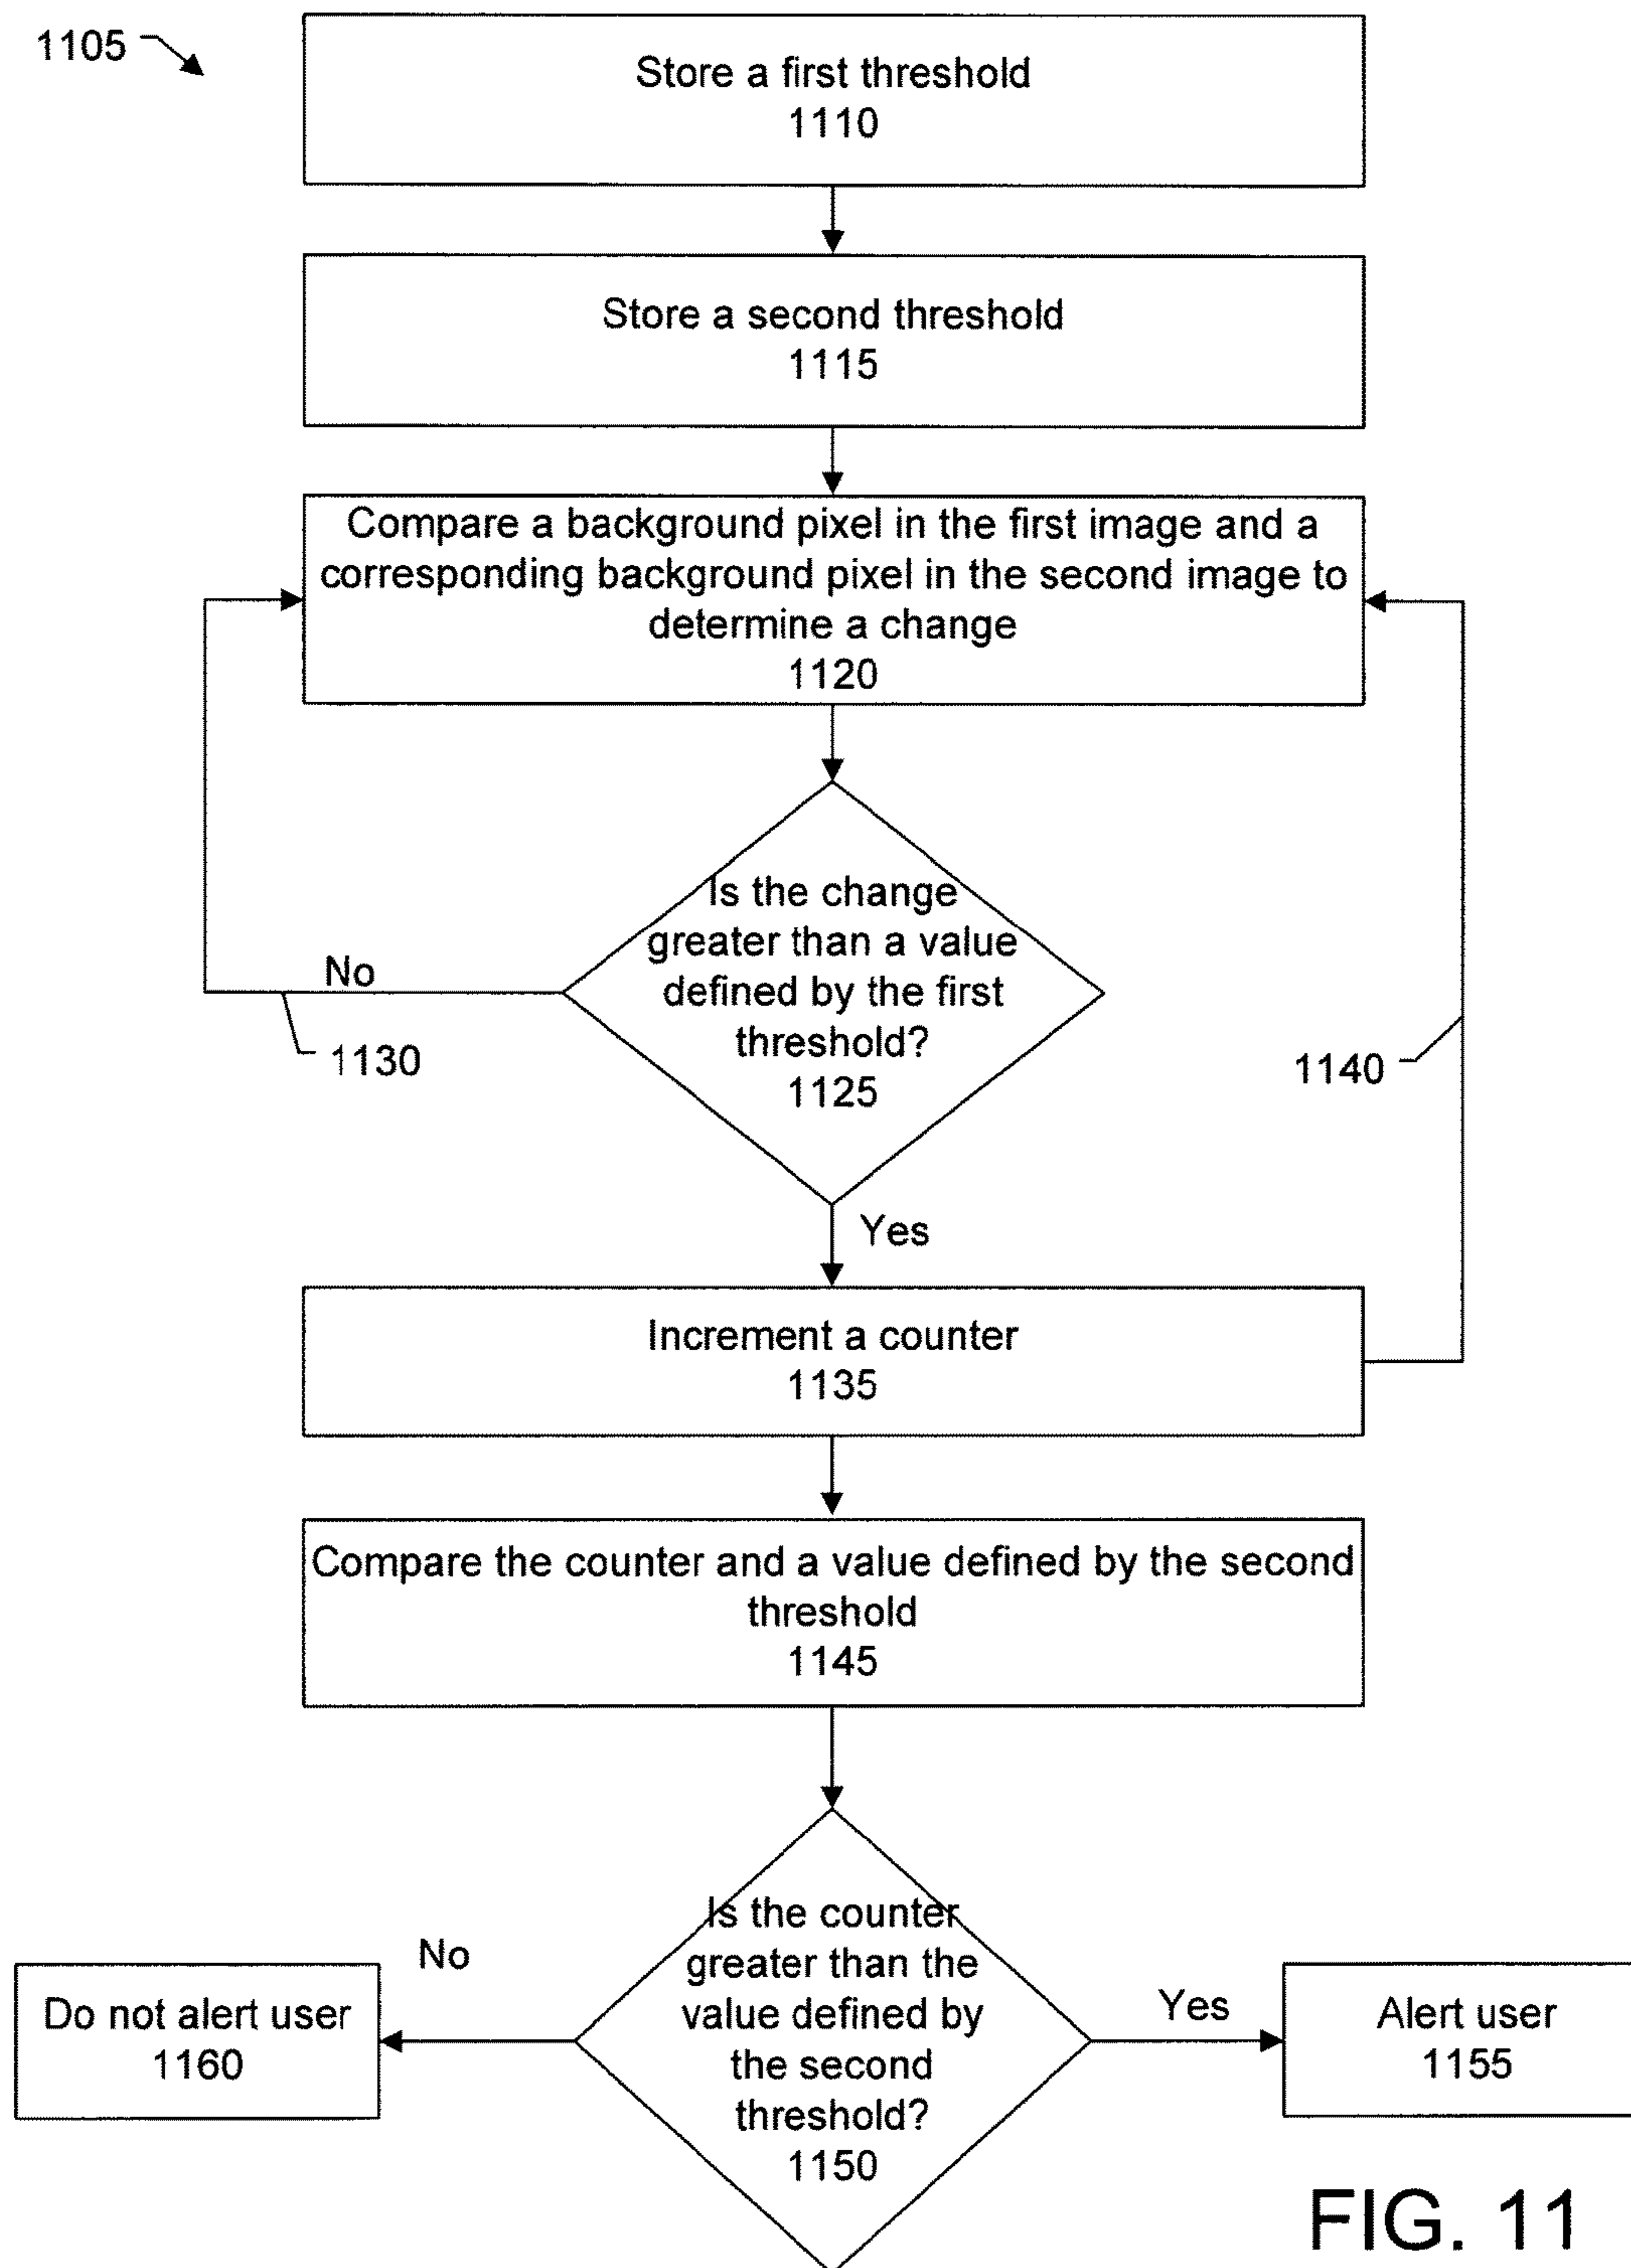 1105
Store a first threshold
1110
Store a second threshold
1115
Compare a background pixel in the first image and a
corresponding background pixel in the second image to
determine a change
1120
Is the change
greater than a value
defined by the first
threshold?
1125
No
1130
1140
Yes
Increment a counter
1135
Compare the counter and a value defined by the second
threshold
1145
Is the counter
greater than the
value defined by
the second
threshold?
1150
No
Do not alert user
1160
Yes
Alert user
1155
FIG. 11